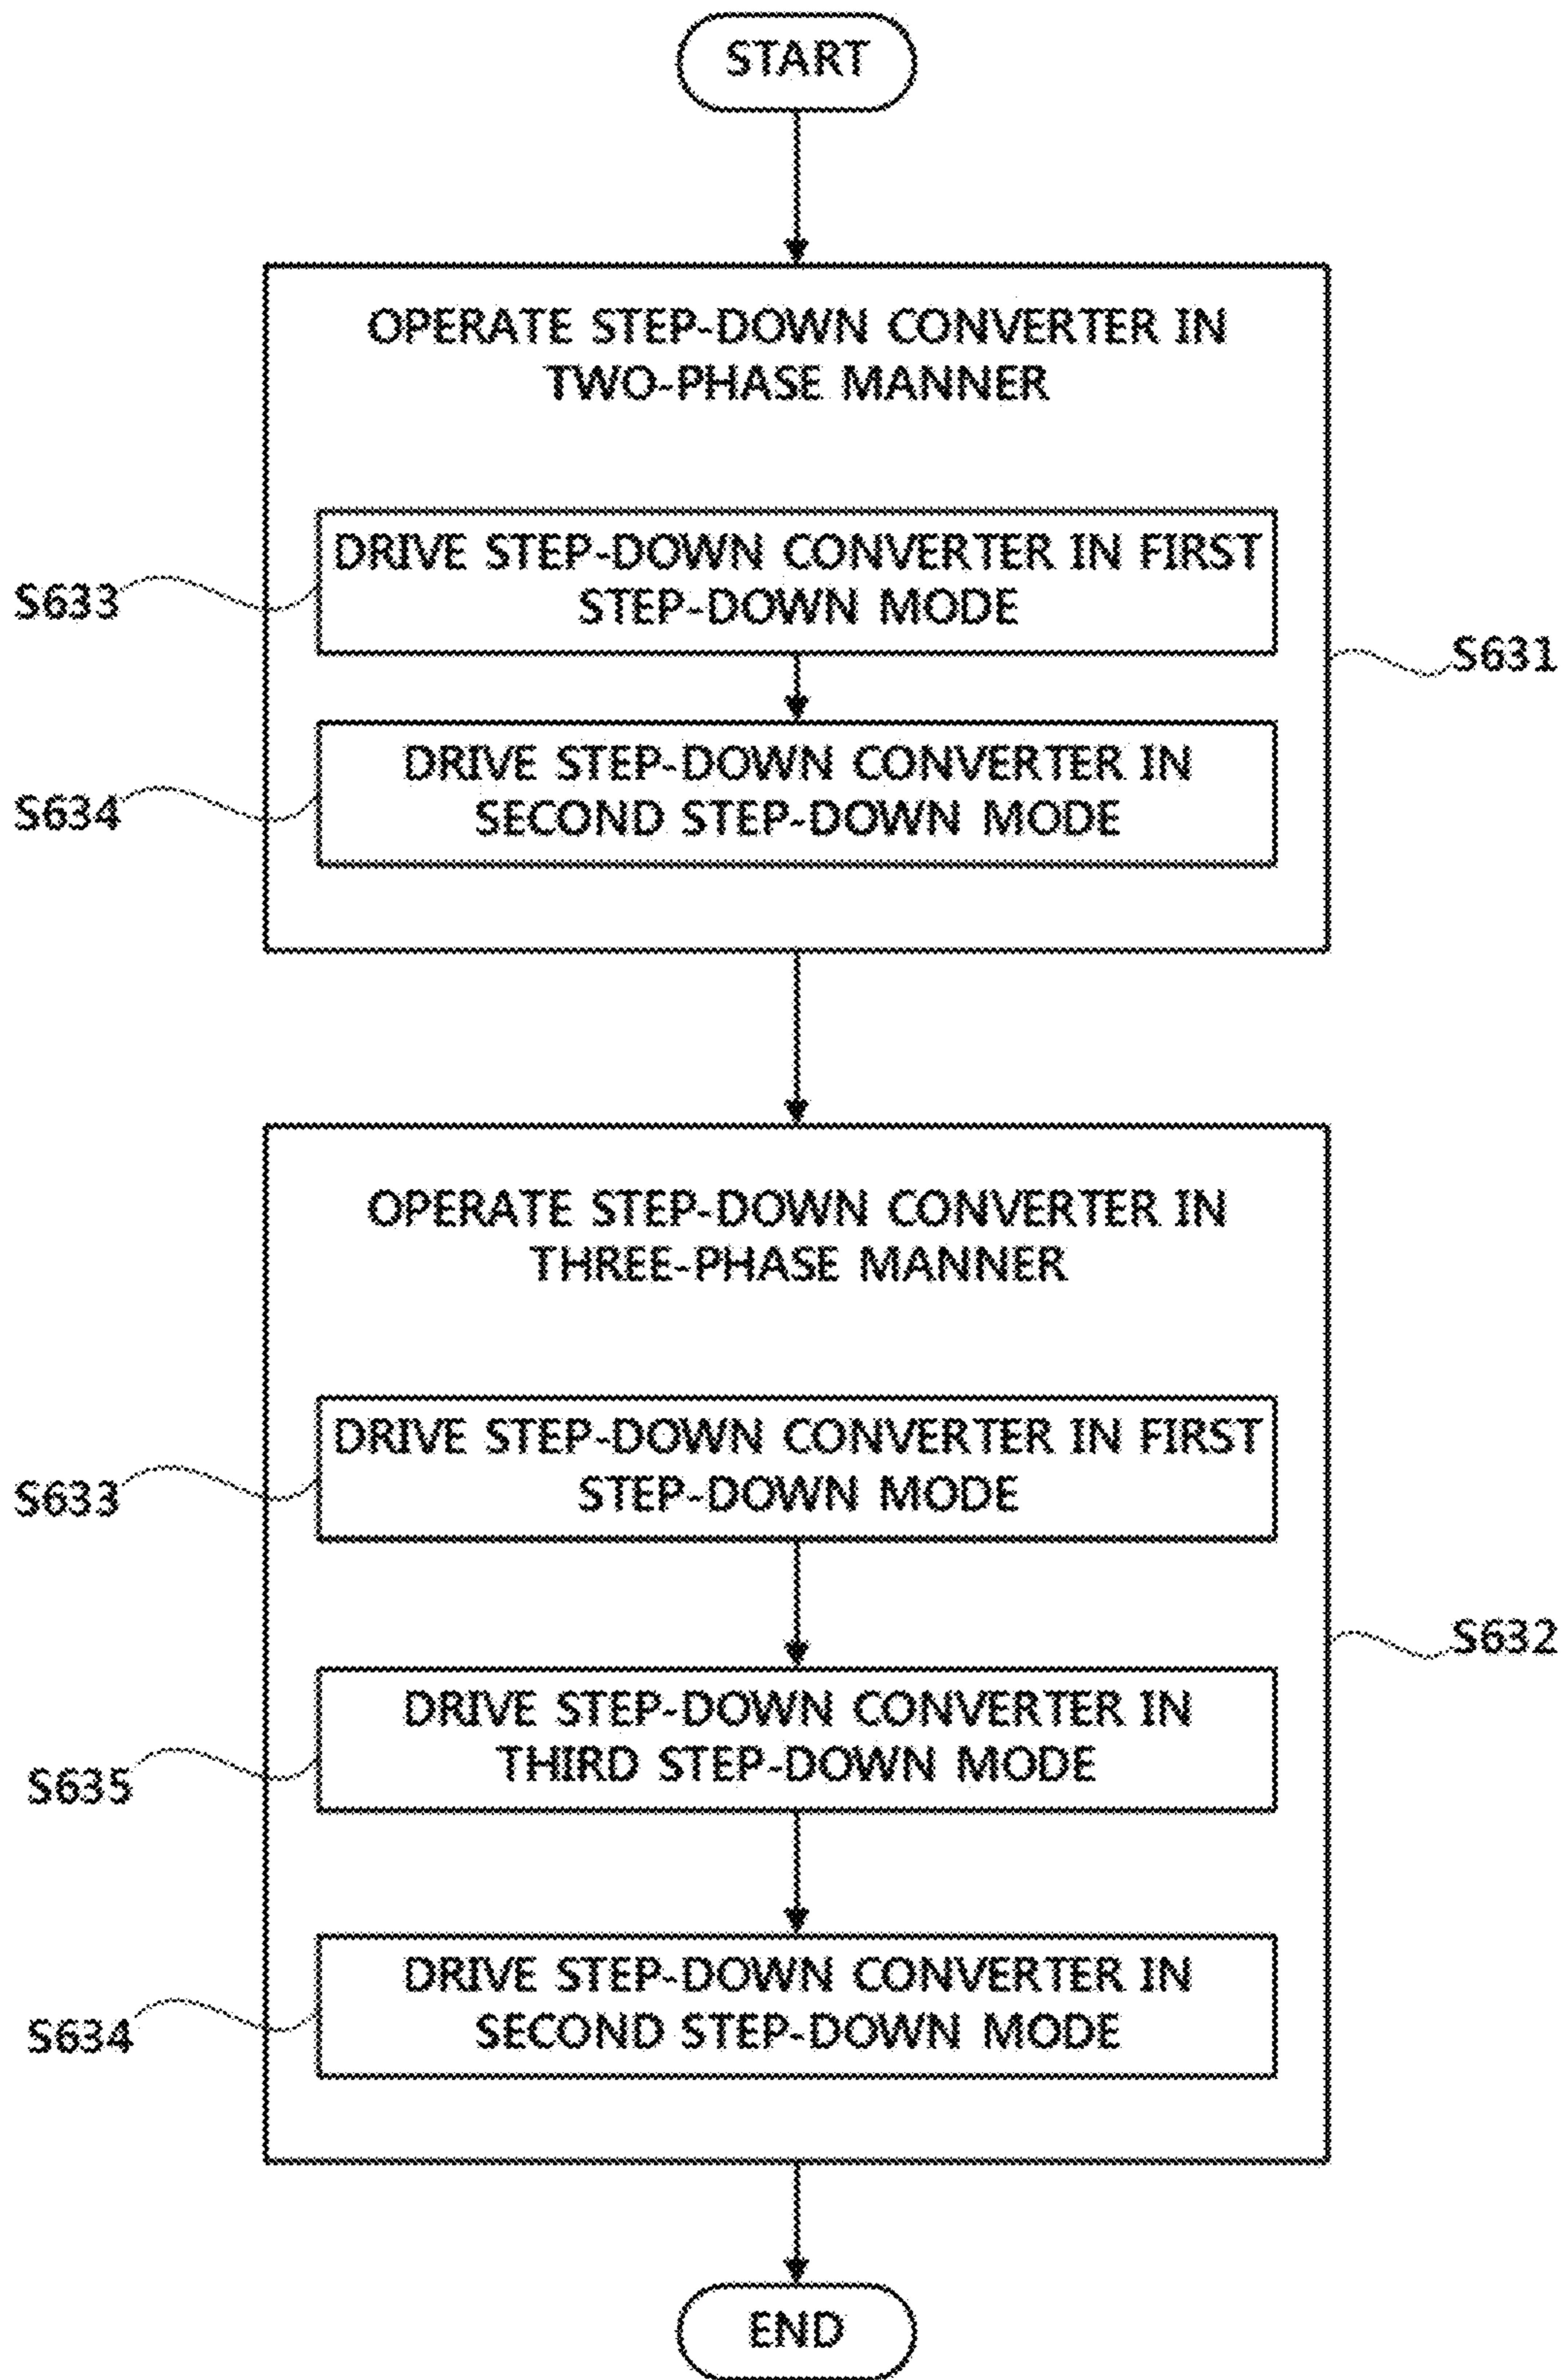 START
OPERATE STEP-DOWN CONVERTER IN
TWO-PHASE MANNER
DRIVE STEP-DOWN CONVERTER IN FIRST
STEP-DOWN MODE
S633
S631
DRIVE STEP-DOWN CONVERTER IN
SECOND STEP-DOWN MODE
S634
OPERATE STEP-DOWN CONVERTER IN
THREE-PHASE MANNER
DRIVE STEP-DOWN CONVERTER IN FIRST
STEP-DOWN MODE
S633
S632
DRIVE STEP-DOWN CONVERTER IN
THIRD STEP-DOWN MODE
S635
DRIVE STEP-DOWN CONVERTER IN
SECOND STEP-DOWN MODE
S634
END